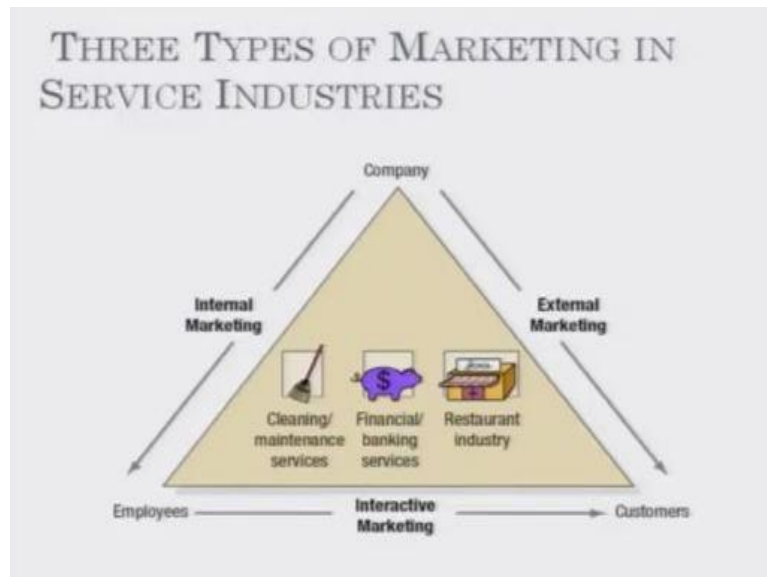 THREE TYPES OF MARKETING IN
SERVICE INDUSTRIES
Company
Internal
Marketing
External
Marketing
$
Cleaning/
maintenance
services
Financial/
banking
services
Restaurant
industry
Employees
Interactive
Marketing
Customers